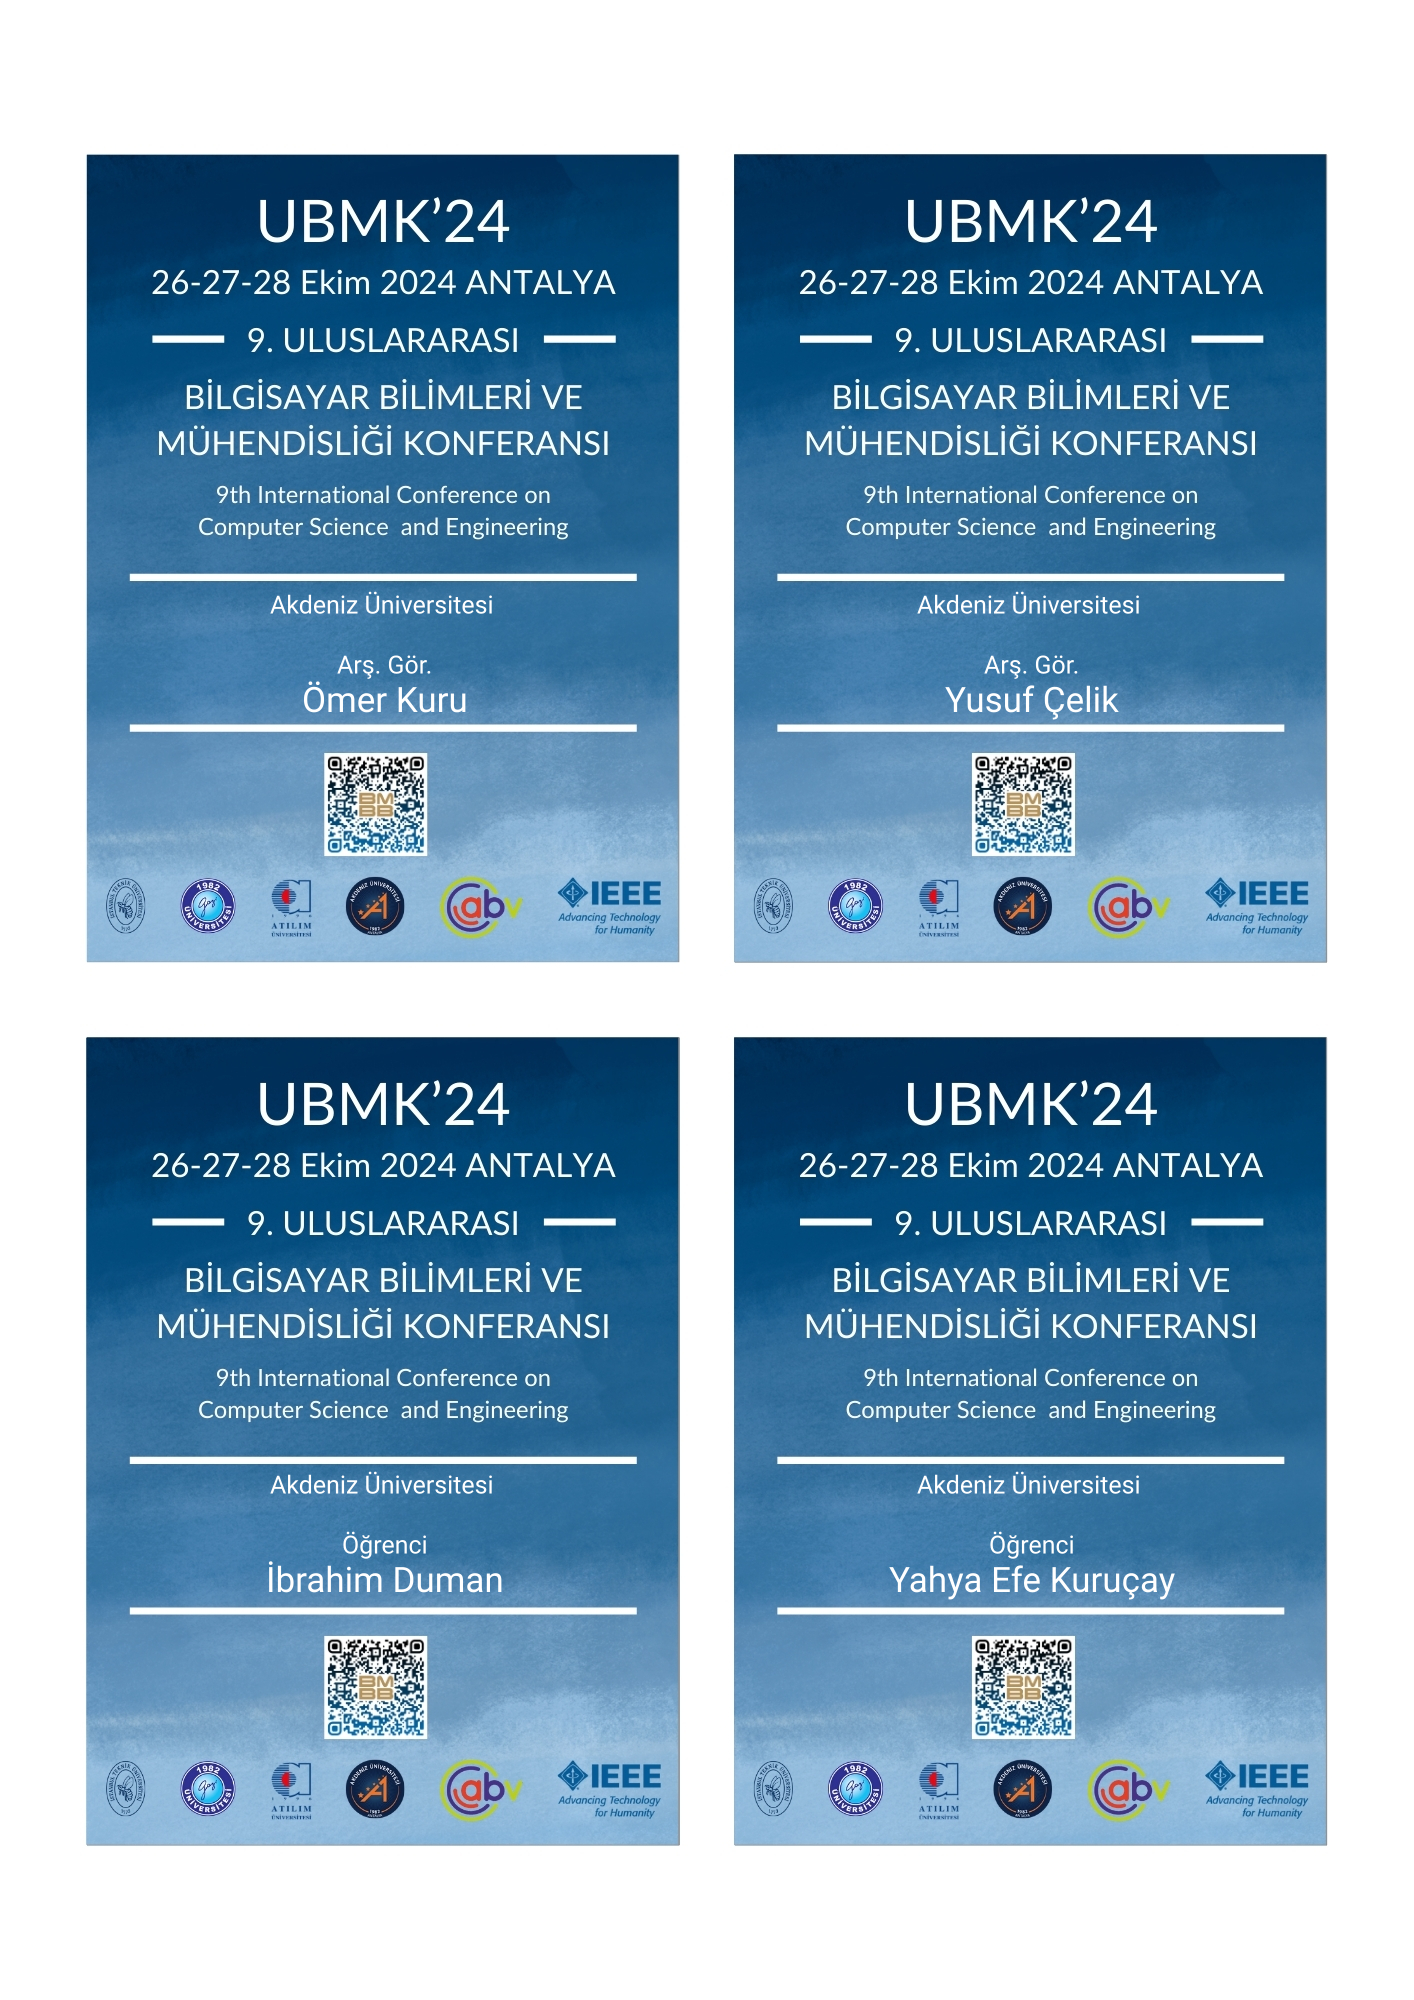 UBMK’24
26-27-28 Ekim 2024 ANTALYA
9. ULUSLARARASI
BİLGİSAYAR BİLİMLERİ VE
MÜHENDİSLİĞİ KONFERANSI
9th International Conference on
Computer Science  and Engineering
Akdeniz Üniversitesi
Arş. Gör.
Ömer Kuru
BMBB
1982
ÜNİVERSİTESİ
ATILIM
ÜNİVERSİTESİ
AKDENİZ ÜNİVERSİTESİ
1982
ANTALYA
abv
IEEE
Advancing Technology
for Humanity
UBMK’24
26-27-28 Ekim 2024 ANTALYA
9. ULUSLARARASI
BİLGİSAYAR BİLİMLERİ VE
MÜHENDİSLİĞİ KONFERANSI
9th International Conference on
Computer Science  and Engineering
Akdeniz Üniversitesi
Arş. Gör.
Yusuf Çelik
BMBB
1982
ÜNİVERSİTESİ
ATILIM
ÜNİVERSİTESİ
AKDENİZ ÜNİVERSİTESİ
1982
ANTALYA
abv
IEEE
Advancing Technology
for Humanity
UBMK’24
26-27-28 Ekim 2024 ANTALYA
9. ULUSLARARASI
BİLGİSAYAR BİLİMLERİ VE
MÜHENDİSLİĞİ KONFERANSI
9th International Conference on
Computer Science  and Engineering
Akdeniz Üniversitesi
Öğrenci
İbrahim Duman
BMBB
1982
ÜNİVERSİTESİ
ATILIM
ÜNİVERSİTESİ
AKDENİZ ÜNİVERSİTESİ
1982
ANTALYA
abv
IEEE
Advancing Technology
for Humanity
UBMK’24
26-27-28 Ekim 2024 ANTALYA
9. ULUSLARARASI
BİLGİSAYAR BİLİMLERİ VE
MÜHENDİSLİĞİ KONFERANSI
9th International Conference on
Computer Science  and Engineering
Akdeniz Üniversitesi
Öğrenci
Yahya Efe Kuruçay
BMBB
1982
ÜNİVERSİTESİ
ATILIM
ÜNİVERSİTESİ
AKDENİZ ÜNİVERSİTESİ
1982
ANTALYA
abv
IEEE
Advancing Technology
for Humanity